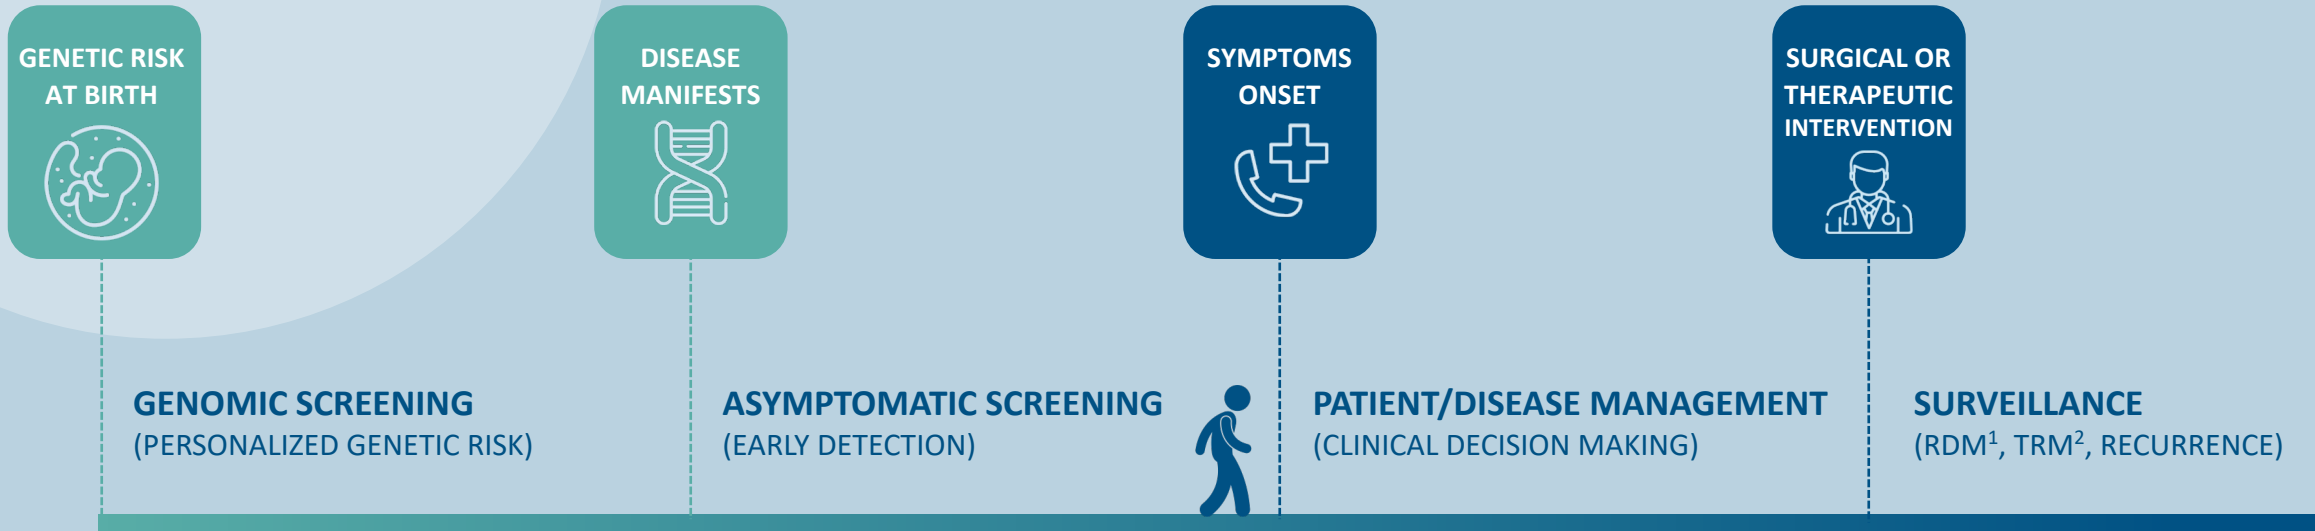 GENETIC RISK
AT BIRTH
DISEASE
MANIFESTS
SYMPTOMS
ONSET
SURGICAL OR
THERAPEUTIC
INTERVENTION
GENOMIC SCREENING
(PERSONALIZED GENETIC RISK)
ASYMPTOMATIC SCREENING
(EARLY DETECTION)
PATIENT/DISEASE MANAGEMENT
(CLINICAL DECISION MAKING)
SURVEILLANCE
(RDM¹, TRM², RECURRENCE)